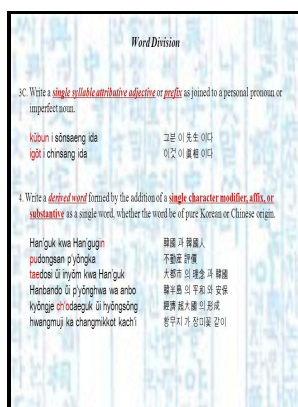 Word Division
3C. Write a single syllable attributive adjective or prefix as joined to a personal pronoun or
imperfect noun.
kŭbun i sŏnsaeng ida 그분 이 先生 이다
igŏt i chinsang ida 이것 이 眞相 이다
4. Write a derived word formed by the addition of a single character modifier, affix, or
substantive as a single word, whether the word be of pure Korean or Chinese origin.
Han'guk kwa Han'gugin 韓國 과 韓國人
pudongsan p'yŏngka 不動産 評價
taedosi ŭi inyŏm kwa Han'guk 大都市 의 理念 과 韓國
Hanbando ŭi p'yŏnghwa wa anbo 韓半島 의 平和 와 安保
kyŏngje ch'odaeguk ŭi hyŏngsŏng 經濟 超大國 의 形成
hwangmuji ka changmikkot kach'i 황무지 가 장미꽃 같이